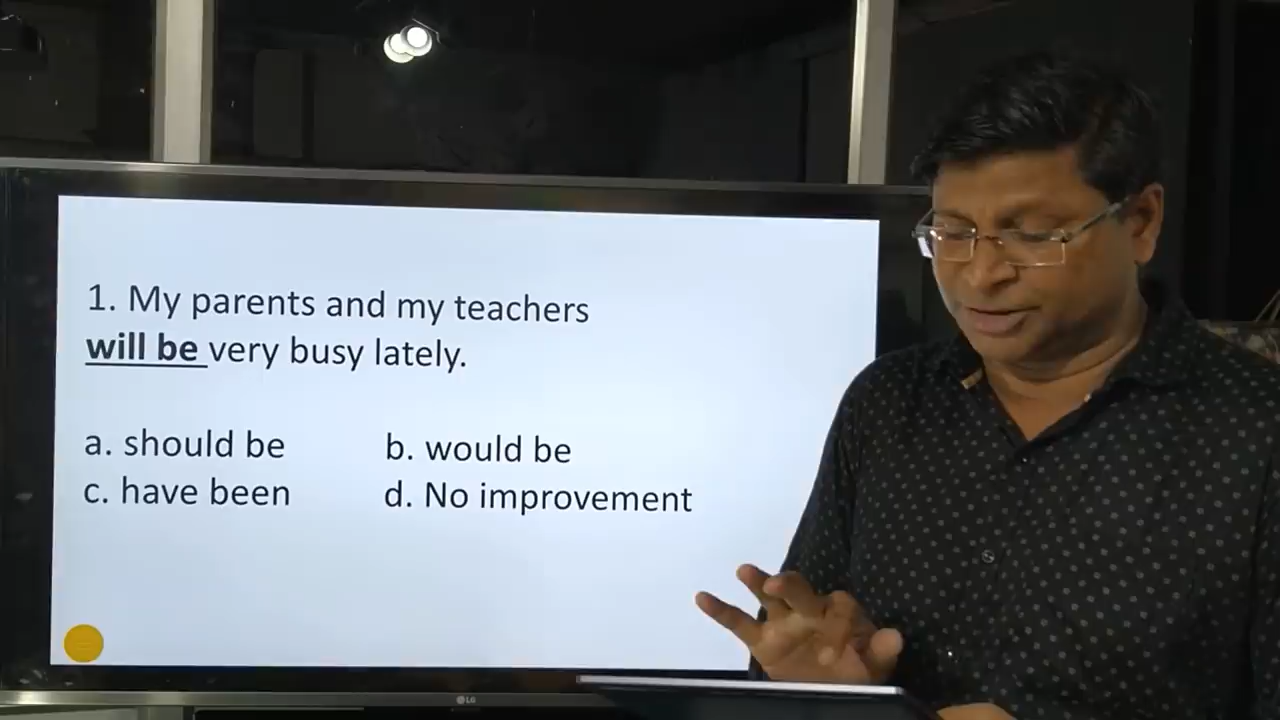 1. My parents and my teachers
will be very busy lately.
a. should be b. would be
c. have been d. No improvement
LG